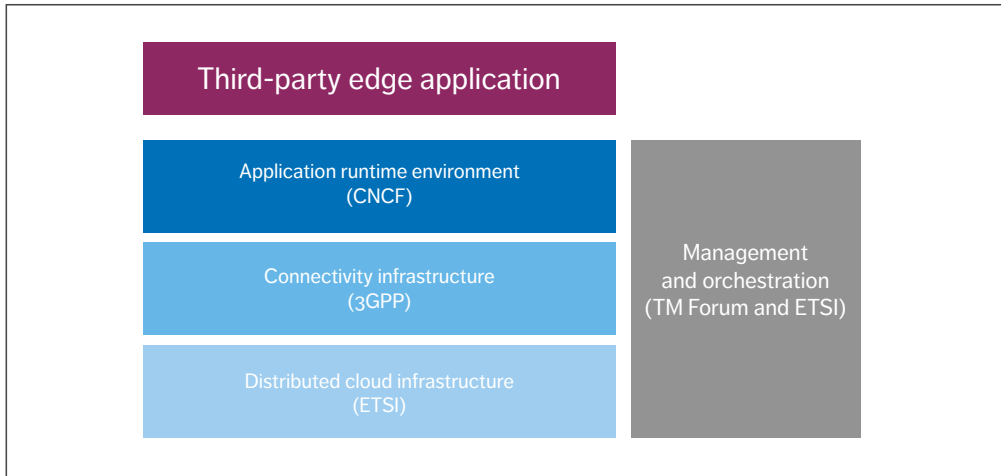 Third-party edge application
Application runtime environment
(CNCF)
Connectivity infrastructure
(3GPP)
Distributed cloud infrastructure
(ETSI)
Management
and orchestration
(TM Forum and ETSI)